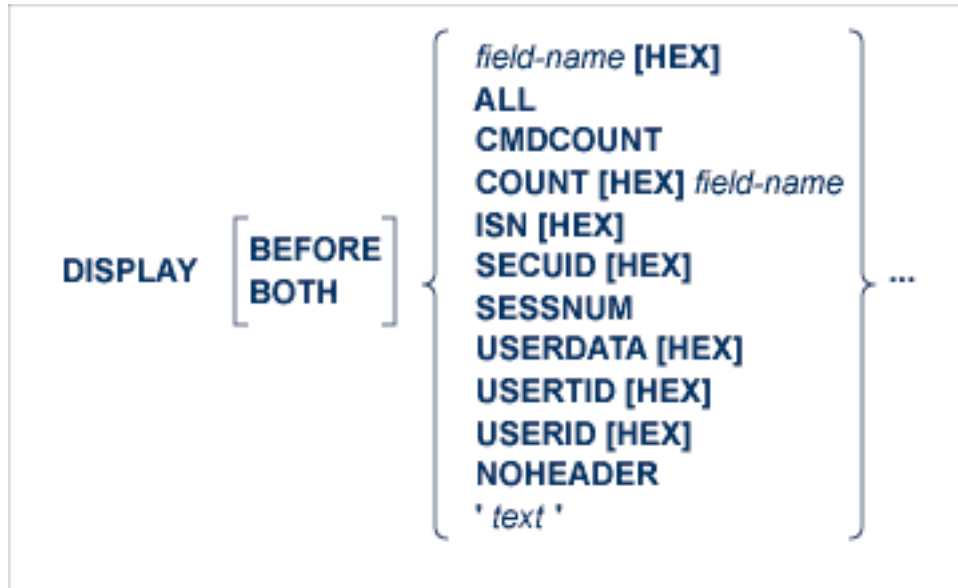 field-name [HEX]
ALL
CMDCOUNT
COUNT [HEX] field-name
ISN [HEX]
DISPLAY [BEFORE BOTH] SECUID [HEX] ...
SESSNUM
USERDATA [HEX]
USERTID [HEX]
USERID [HEX]
NOHEADER
' text '